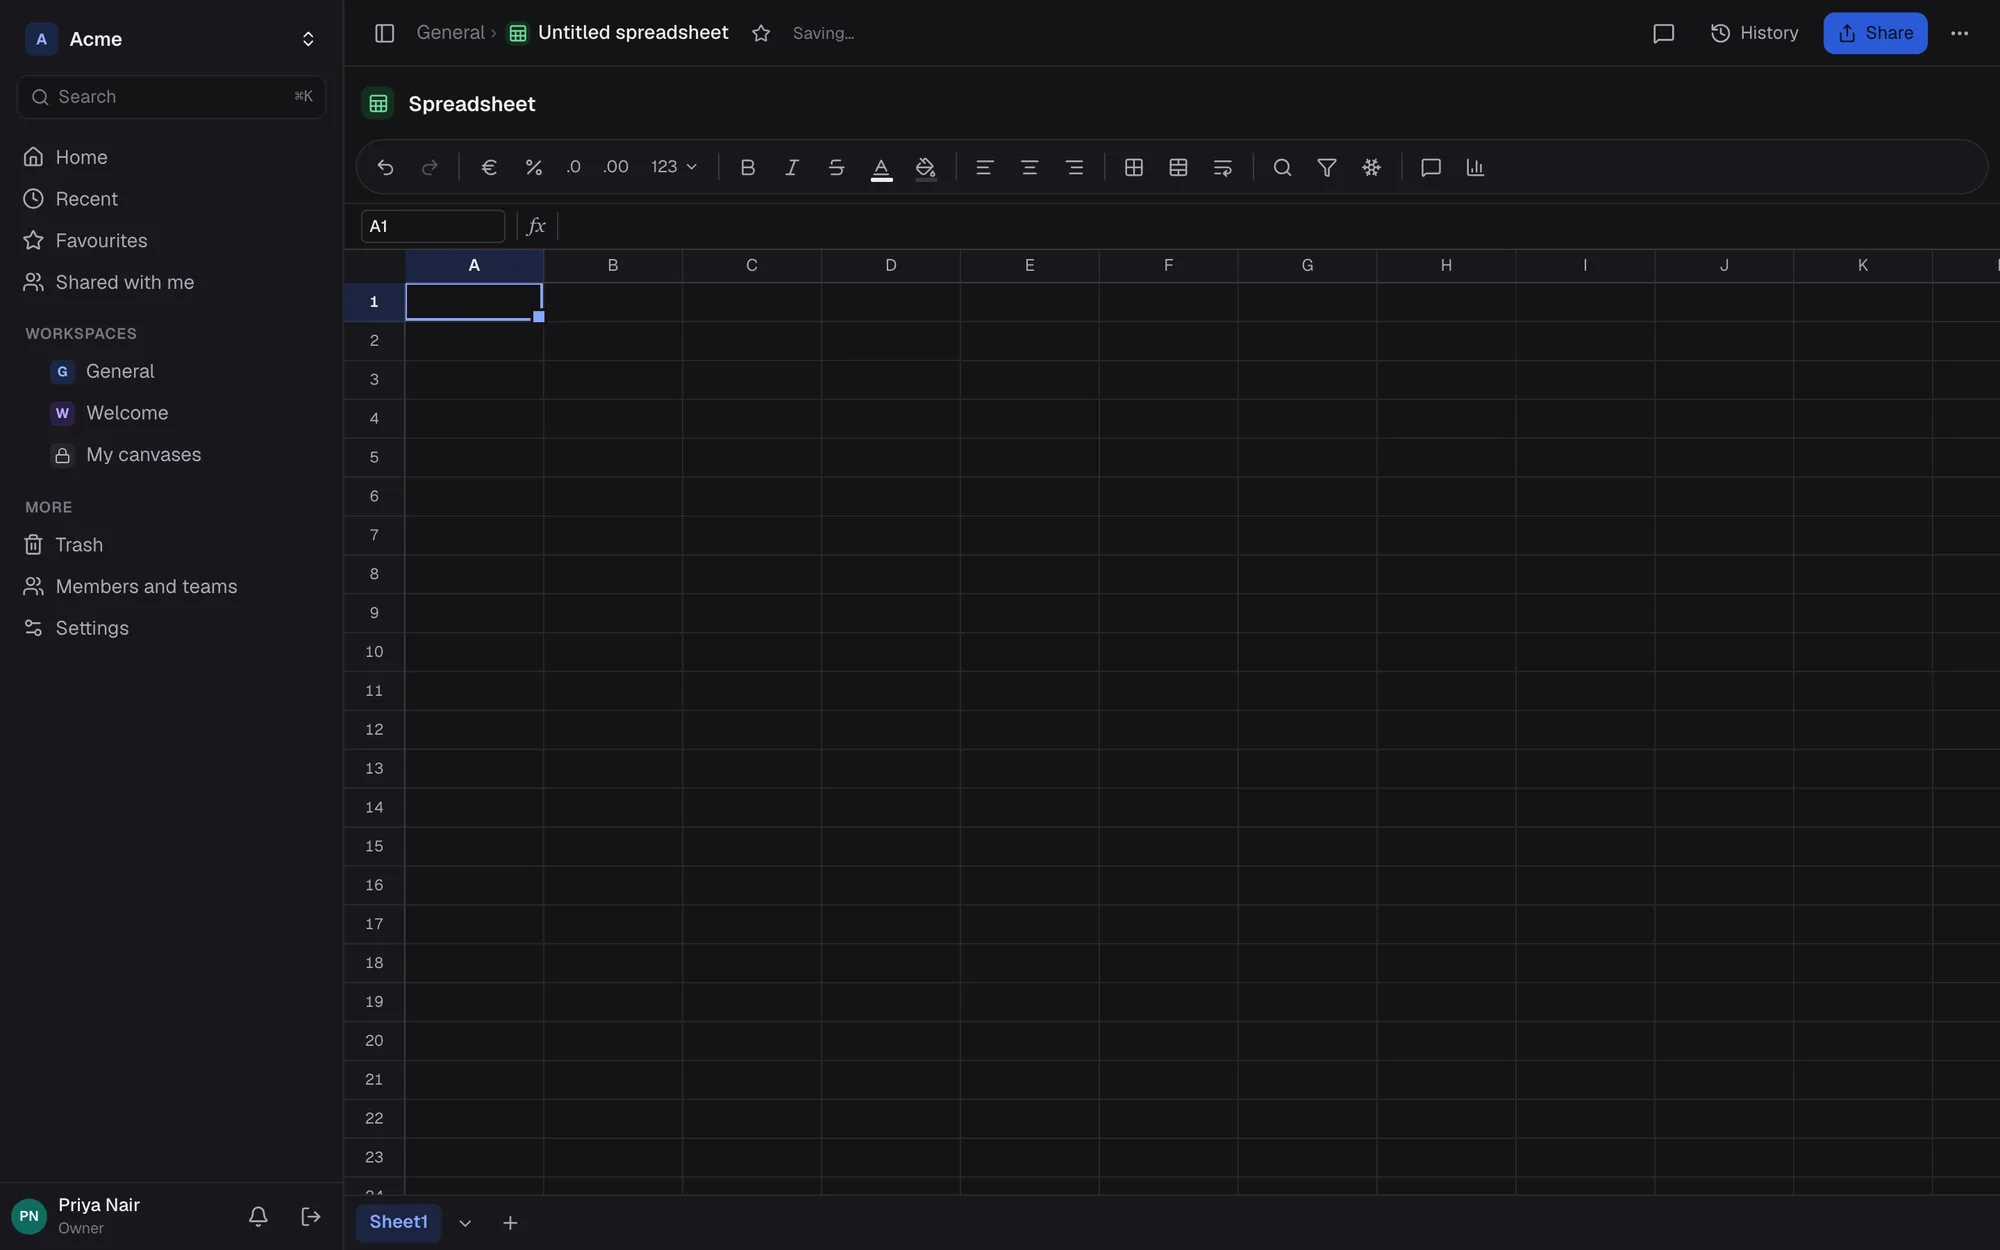 A Acme
Search ⌘K
Home
Recent
Favourites
Shared with me
WORKSPACES
G General
W Welcome
My canvases
MORE
Trash
Members and teams
Settings
PN Priya Nair
Owner
General › Untitled spreadsheet Saving...
History Share
Spreadsheet
€ % .0 .00 123 B I S A
A1 fx
A B C D E F G H I J K
1
2
3
4
5
6
7
8
9
10
11
12
13
14
15
16
17
18
19
20
21
22
23
24
Sheet1